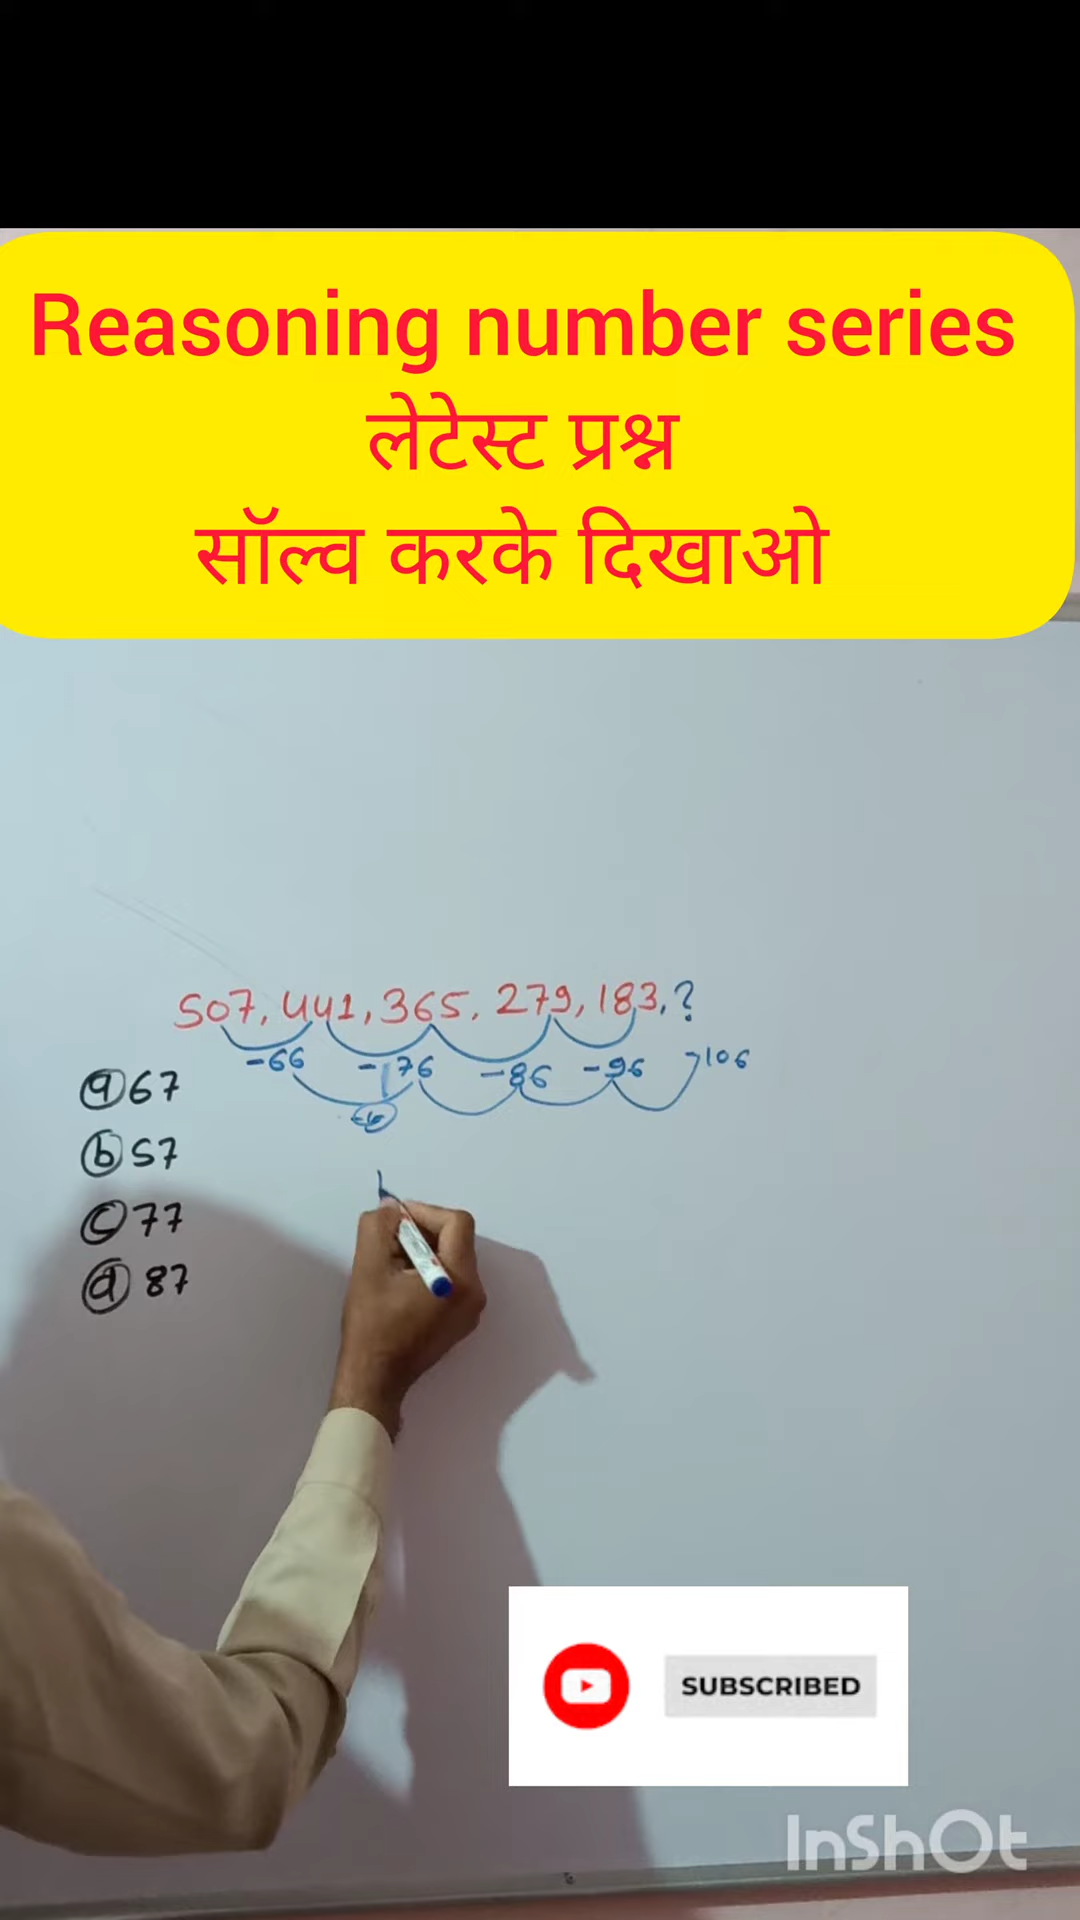 Reasoning number series
लेटेस्ट प्रश्न
सॉल्व करके दिखाओ
507, 441, 365, 279, 183, ?
-66 -76 -86 -96 -106
(a) 67
(b) 57
(c) 77
(d) 87
SUBSCRIBED
InShOt